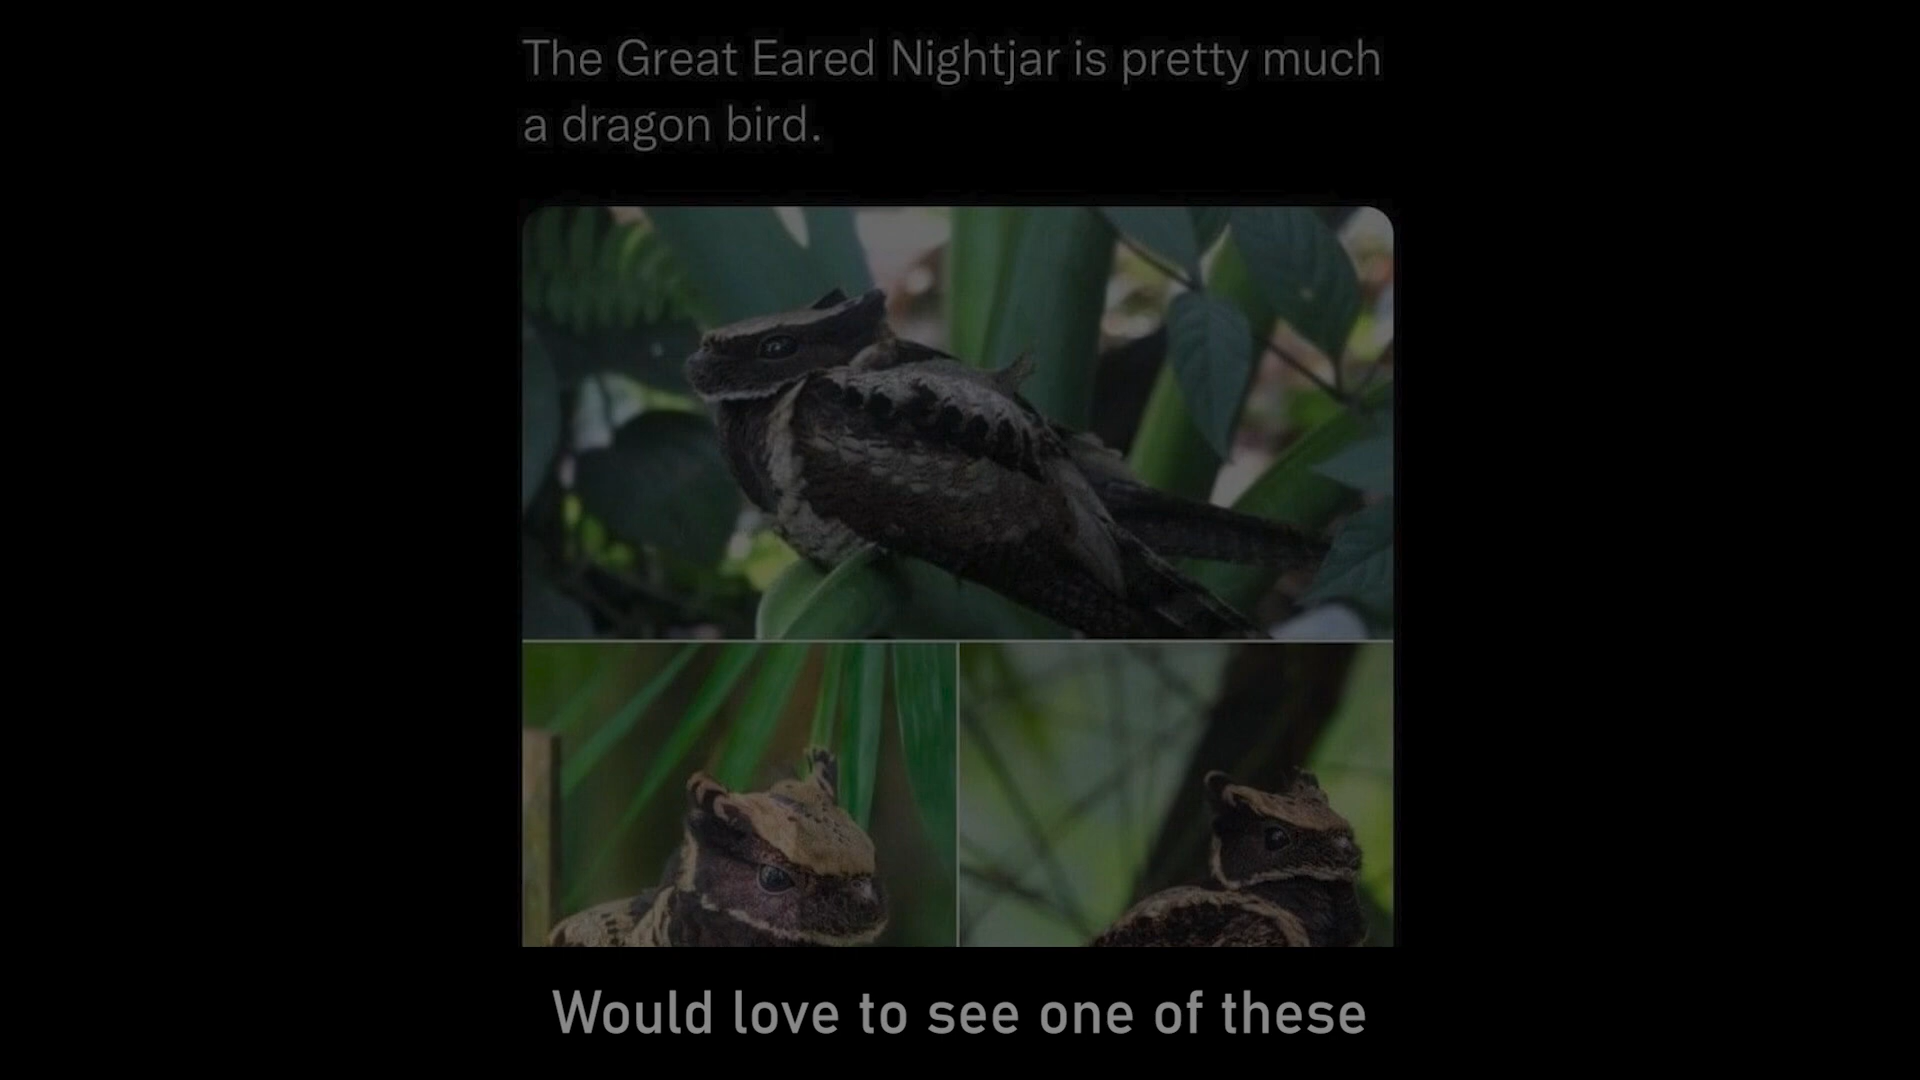 The Great Eared Nightjar is pretty much
a dragon bird.
Would love to see one of these